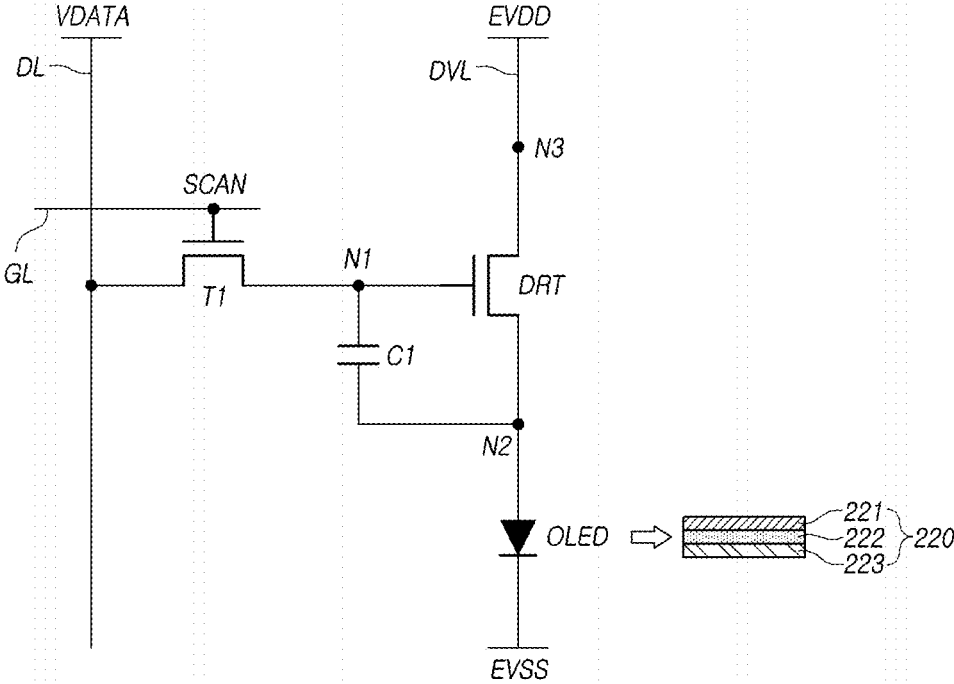 VDATA
EVDD
DL
DVL
N3
SCAN
GL
T1
N1
DRT
C1
N2
OLED
221
222
220
223
EVSS